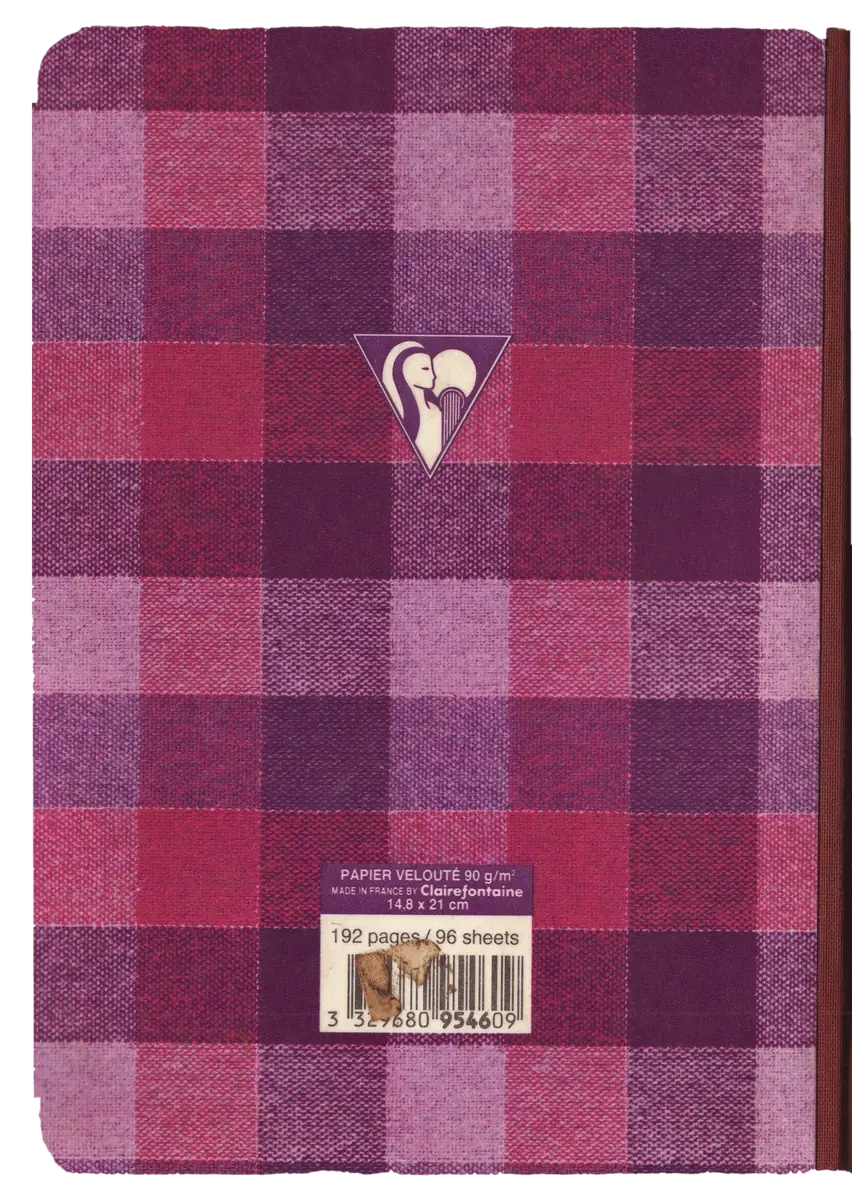 PAPIER VELOUTÉ 90 g/m²
MADE IN FRANCE BY Clairefontaine
14,8 x 21 cm
192 pages / 96 sheets
3 329680 954609